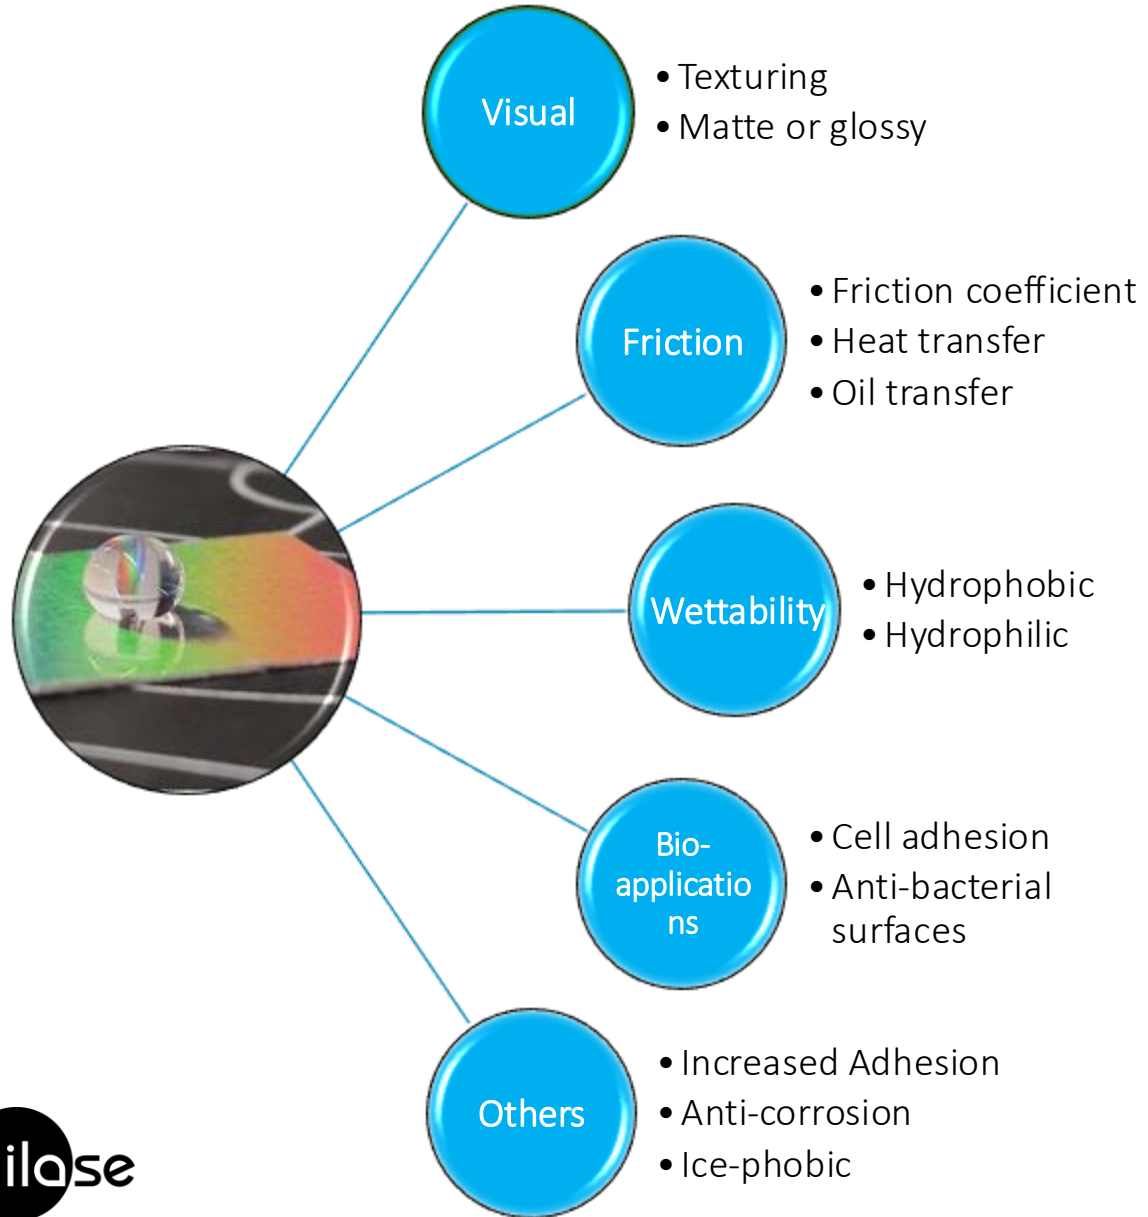 Visual
• Texturing
• Matte or glossy
Friction
• Friction coefficient
• Heat transfer
• Oil transfer
Wettability
• Hydrophobic
• Hydrophilic
Bio-
applicatio
ns
• Cell adhesion
• Anti-bacterial
surfaces
Others
• Increased Adhesion
• Anti-corrosion
• Ice-phobic
ilase